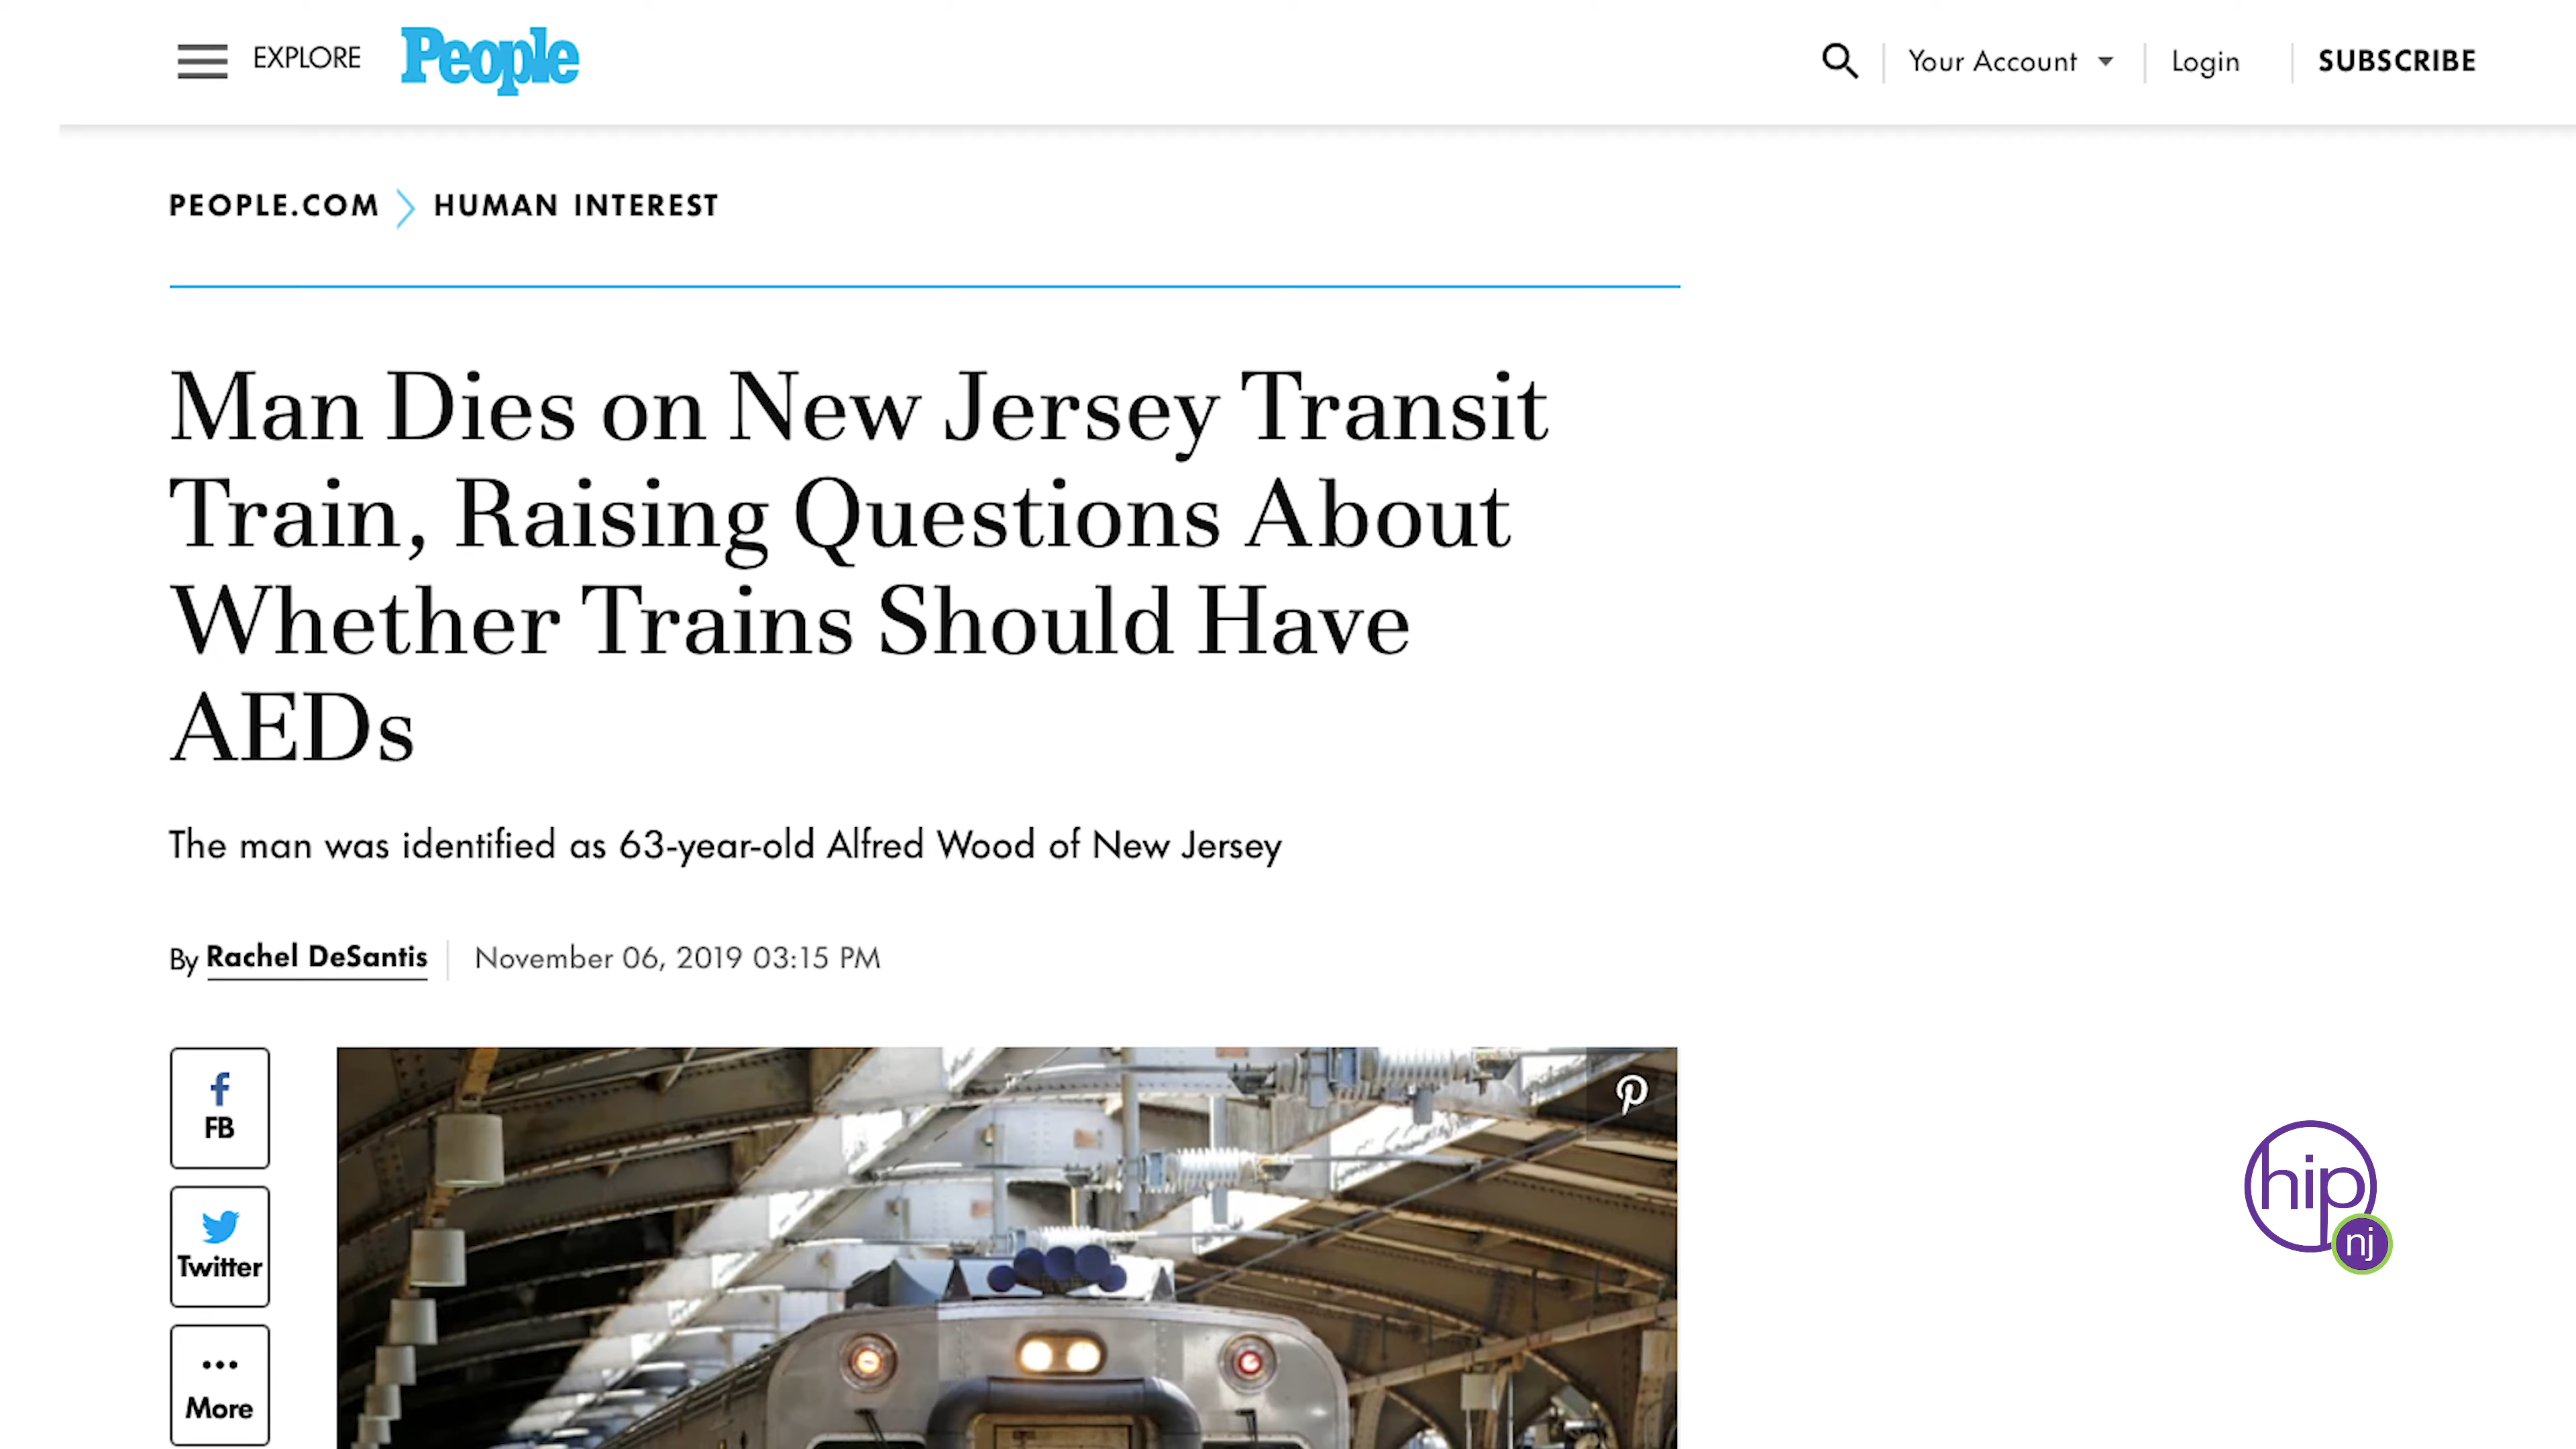 EXPLORE People
Your Account Login SUBSCRIBE
PEOPLE.COM HUMAN INTEREST
Man Dies on New Jersey Transit
Train, Raising Questions About
Whether Trains Should Have
AEDs
The man was identified as 63-year-old Alfred Wood of New Jersey
By Rachel DeSantis November 06, 2019 03:15 PM
FB
Twitter
More
hip
nj